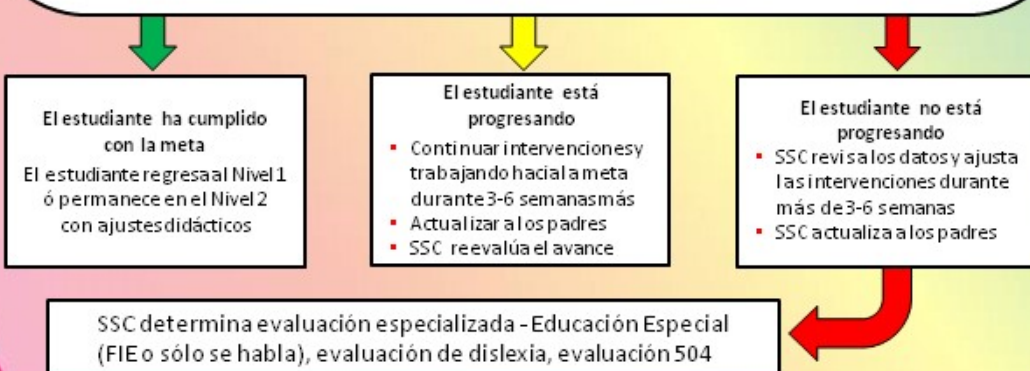 El estudiante ha cumplido
con la meta
El estudiante regresa al Nivel 1
ó permanece en el Nivel 2
con ajustes didácticos
El estudiante está
progresando
▪ Continuar intervenciones y
trabajando hacia la meta
durante 3-6 semanas más
▪ Actualizar a los padres
▪ SSC reevalúa el avance
El estudiante no está
progresando
▪ SSC revisa los datos y ajusta
las intervenciones durante
más de 3-6 semanas
▪ SSC actualiza a los padres
SSC determina evaluación especializada - Educación Especial
(FIE o sólo se habla), evaluación de dislexia, evaluación 504